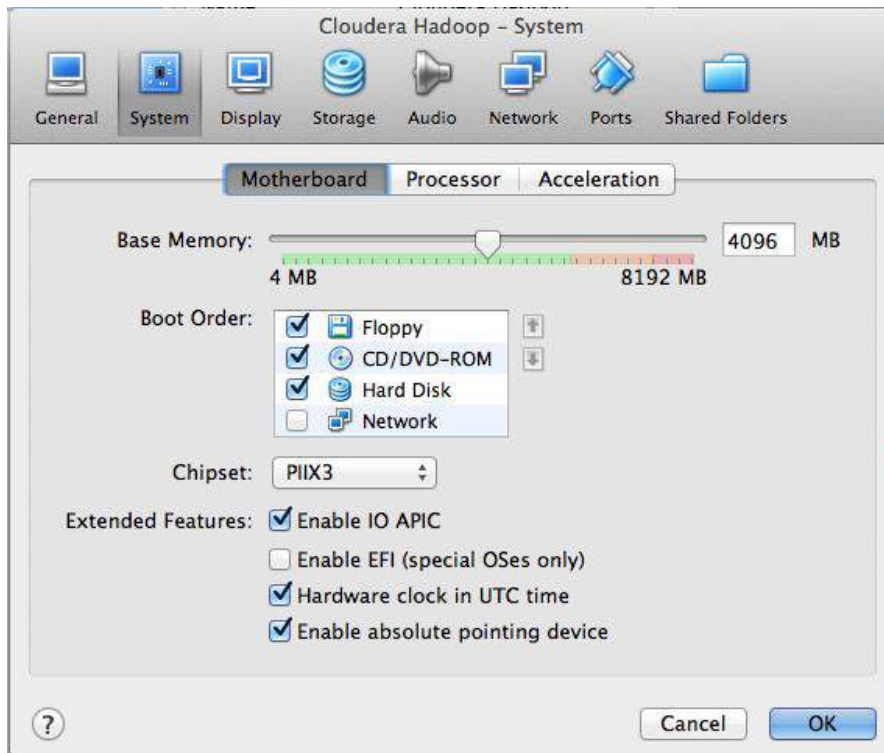 Cloudera Hadoop – System
General System Display Storage Audio Network Ports Shared Folders
Motherboard Processor Acceleration
Base Memory: 4096 MB
4 MB 8192 MB
Boot Order: Floppy
CD/DVD-ROM
Hard Disk
Network
Chipset: PIIX3
Extended Features: Enable IO APIC
Enable EFI (special OSes only)
Hardware clock in UTC time
Enable absolute pointing device
? Cancel OK